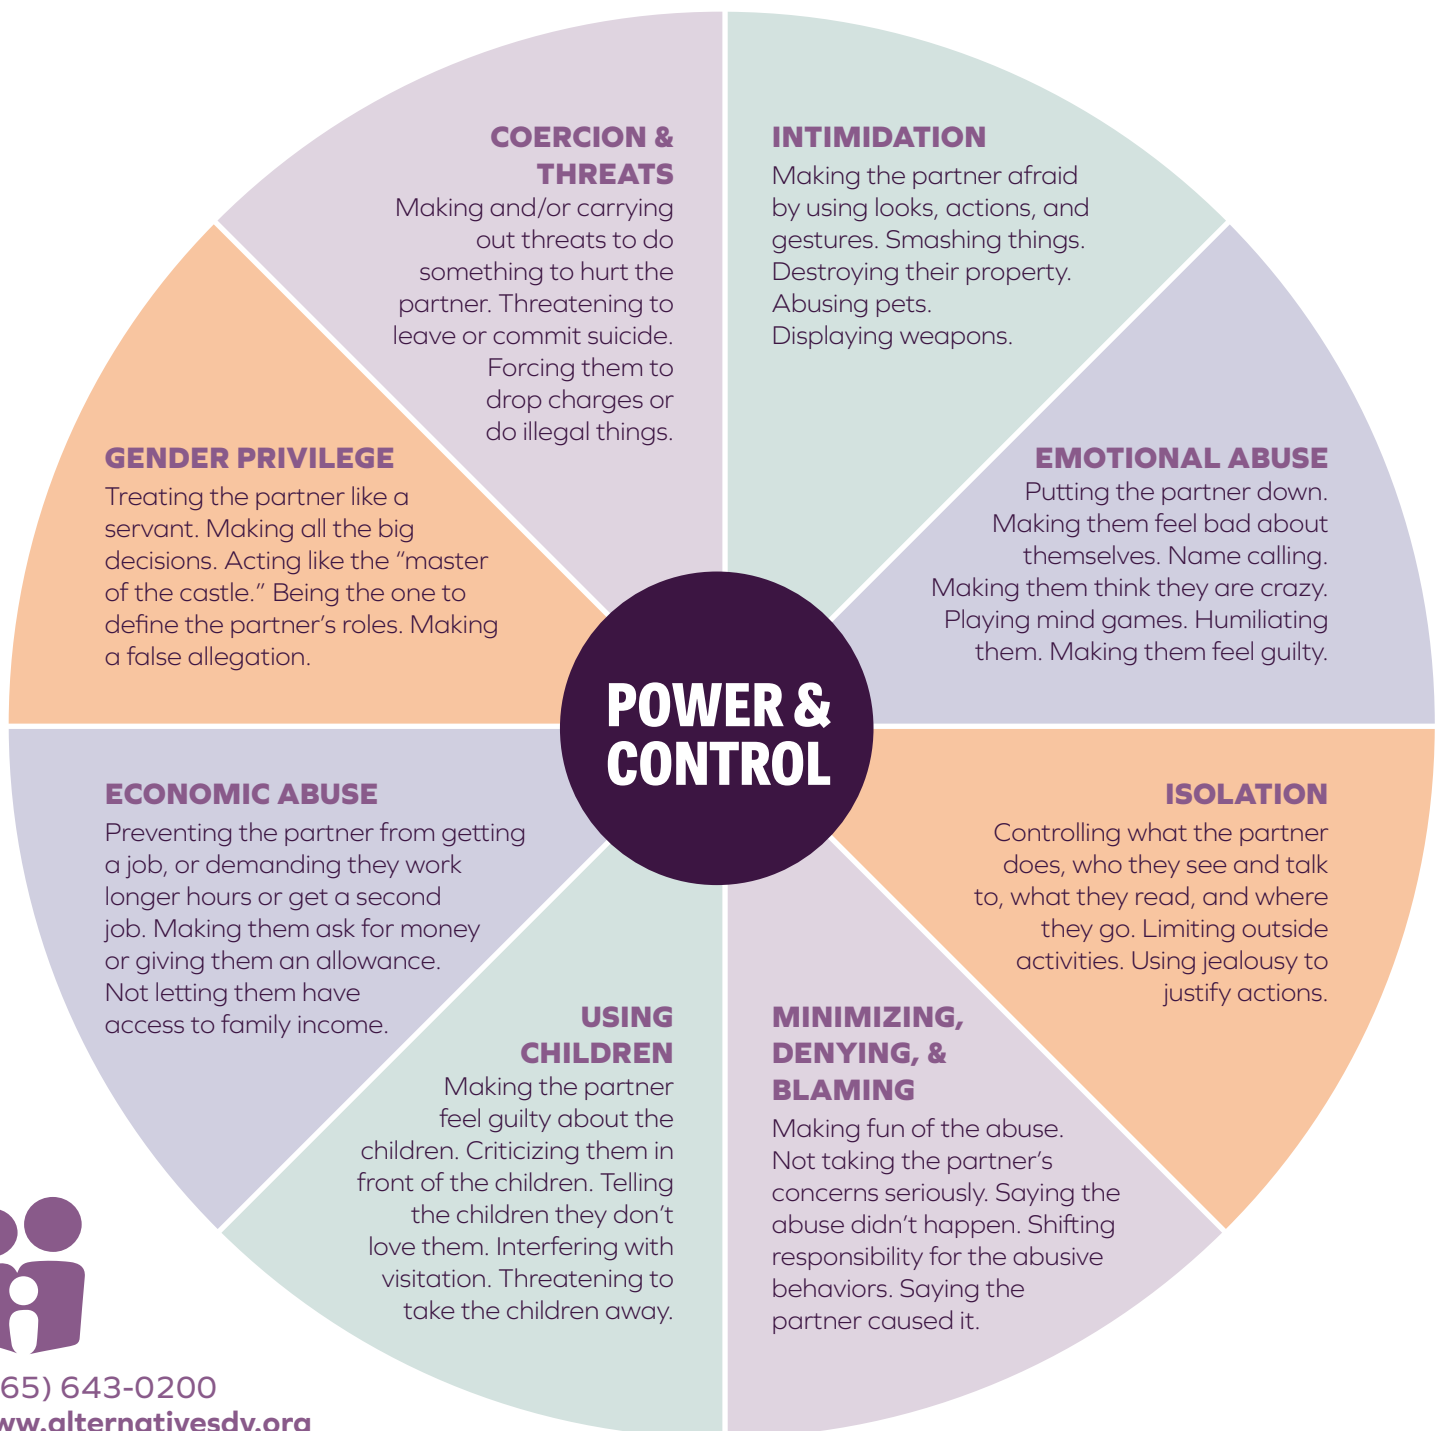 COERCION &
THREATS
Making and/or carrying
out threats to do
something to hurt the
partner. Threatening to
leave or commit suicide.
Forcing them to
drop charges or
do illegal things.
INTIMIDATION
Making the partner afraid
by using looks, actions, and
gestures. Smashing things.
Destroying their property.
Abusing pets.
Displaying weapons.
EMOTIONAL ABUSE
Putting the partner down.
Making them feel bad about
themselves. Name calling.
Making them think they are crazy.
Playing mind games. Humiliating
them. Making them feel guilty.
ISOLATION
Controlling what the partner
does, who they see and talk
to, what they read, and where
they go. Limiting outside
activities. Using jealousy to
justify actions.
MINIMIZING,
DENYING, &
BLAMING
Making fun of the abuse.
Not taking the partner's
concerns seriously. Saying the
abuse didn't happen. Shifting
responsibility for the abusive
behaviors. Saying the
partner caused it.
USING
CHILDREN
Making the partner
feel guilty about the
children. Criticizing them in
front of the children. Telling
the children they don't
love them. Interfering with
visitation. Threatening to
take the children away.
ECONOMIC ABUSE
Preventing the partner from getting
a job, or demanding they work
longer hours or get a second
job. Making them ask for money
or giving them an allowance.
Not letting them have
access to family income.
GENDER PRIVILEGE
Treating the partner like a
servant. Making all the big
decisions. Acting like the “master
of the castle.” Being the one to
define the partner's roles. Making
a false allegation.
POWER &
CONTROL
65) 643-0200
ww.alternativesdv.org